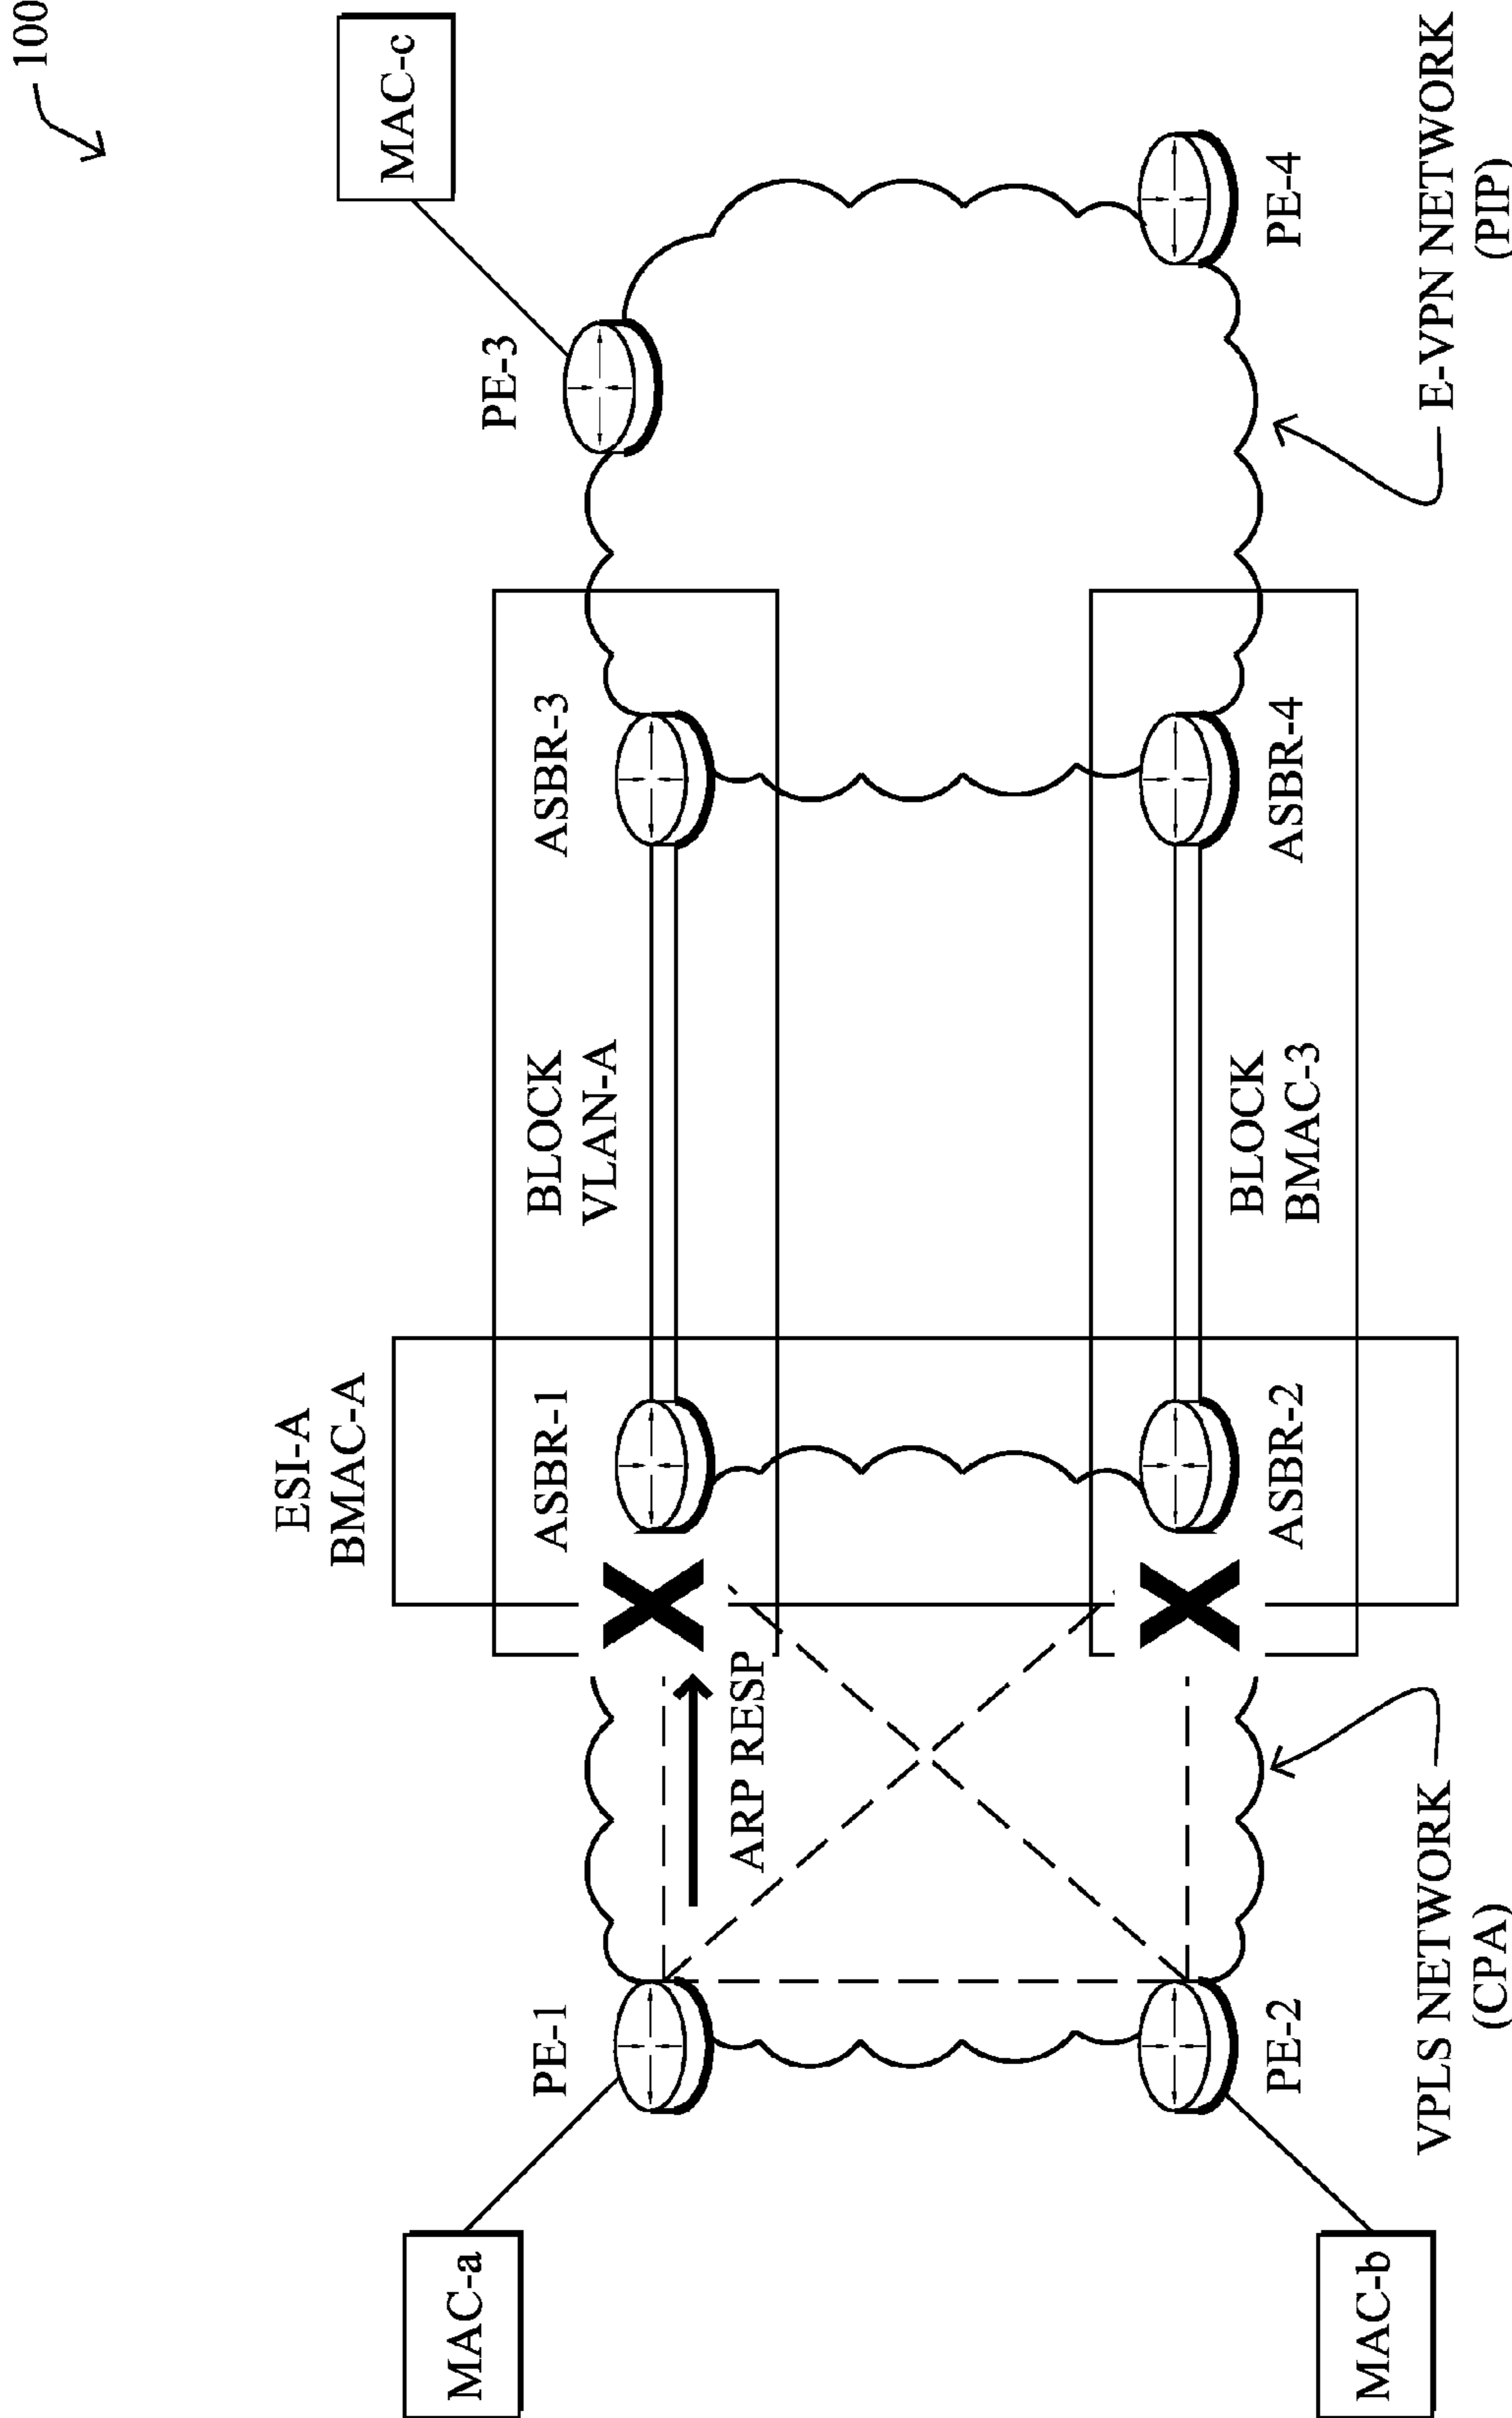 100
MAC-c
PE-3
PE-4
E-VPN NETWORK
(PIP)
ASBR-3
ASBR-4
BLOCK
VLAN-A
BLOCK
BMAC-3
ESI-A
BMAC-A
ASBR-1
ASBR-2
X
X
ARP RESP
PE-1
PE-2
VPLS NETWORK
(CPA)
MAC-a
MAC-b